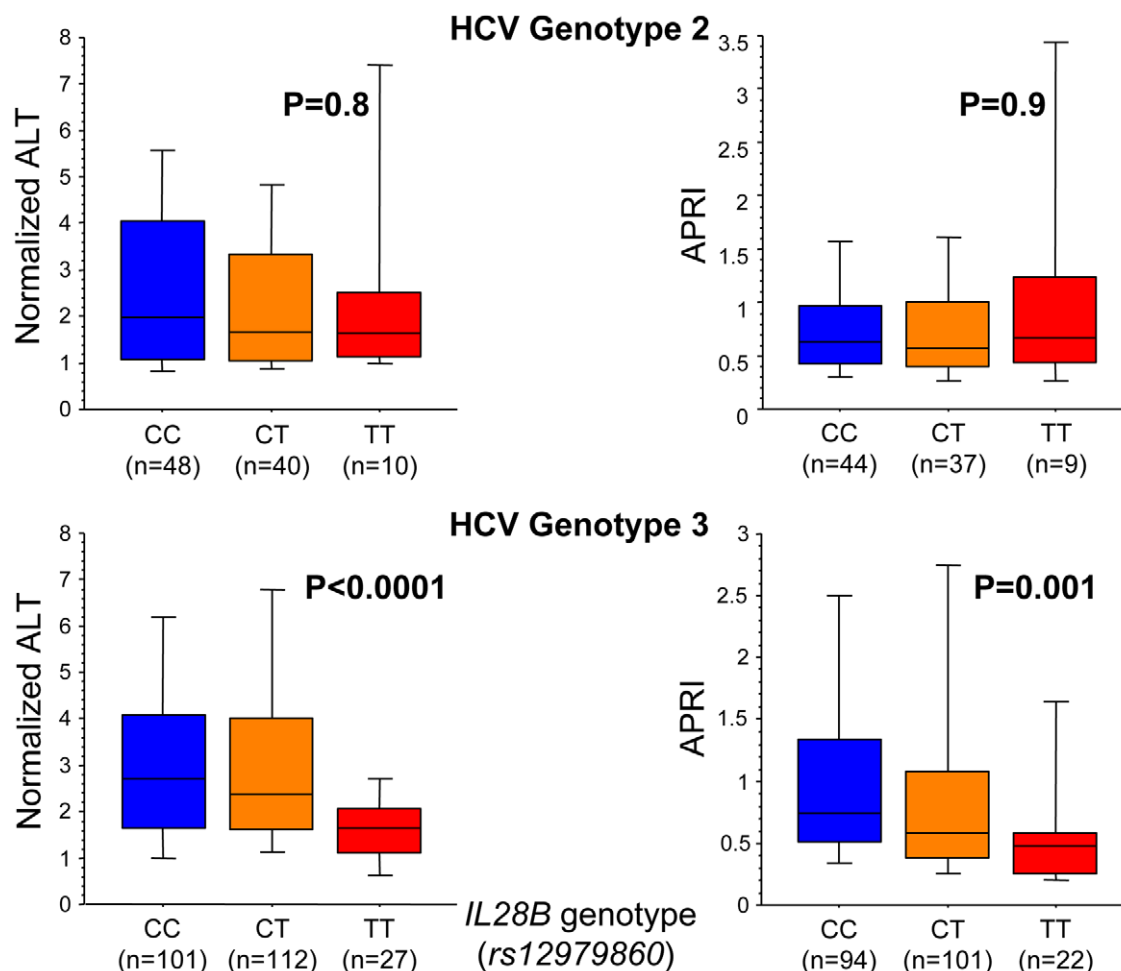 HCV Genotype 2
Normalized ALT
8
7
6
5
4
3
2
1
0
P=0.8
CC CT TT
(n=48) (n=40) (n=10)
APRI
3.5
3
2.5
2
1.5
1
0.5
0
P=0.9
CC CT TT
(n=44) (n=37) (n=9)
HCV Genotype 3
Normalized ALT
8
7
6
5
4
3
2
1
0
P<0.0001
CC CT TT
(n=101) (n=112) (n=27)
APRI
3
2.5
2
1.5
1
0.5
0
P=0.001
CC CT TT
(n=94) (n=101) (n=22)
IL28B genotype
(rs12979860)